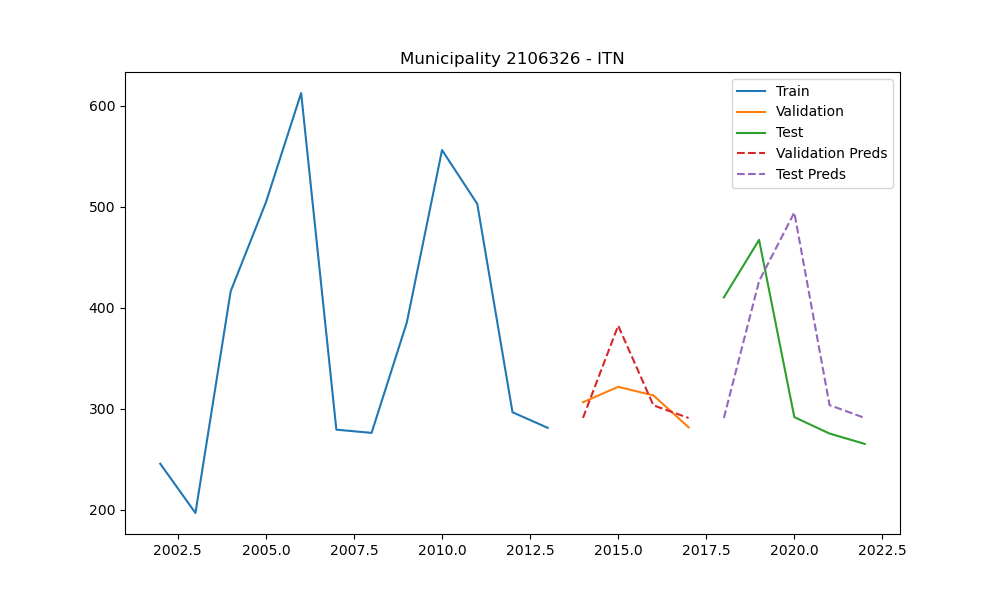 Municipality 2106326 - ITN
Train
Validation
Test
Validation Preds
Test Preds
600
500
400
300
200
2002.5 2005.0 2007.5 2010.0 2012.5 2015.0 2017.5 2020.0 2022.5